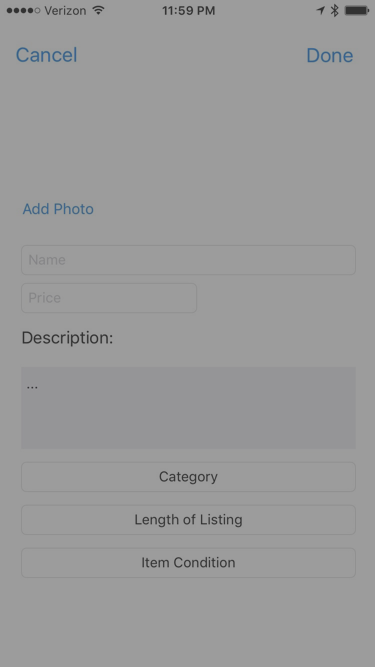 Verizon 11:59 PM
Cancel Done
Add Photo
Name
Price
Description:
...
Category
Length of Listing
Item Condition